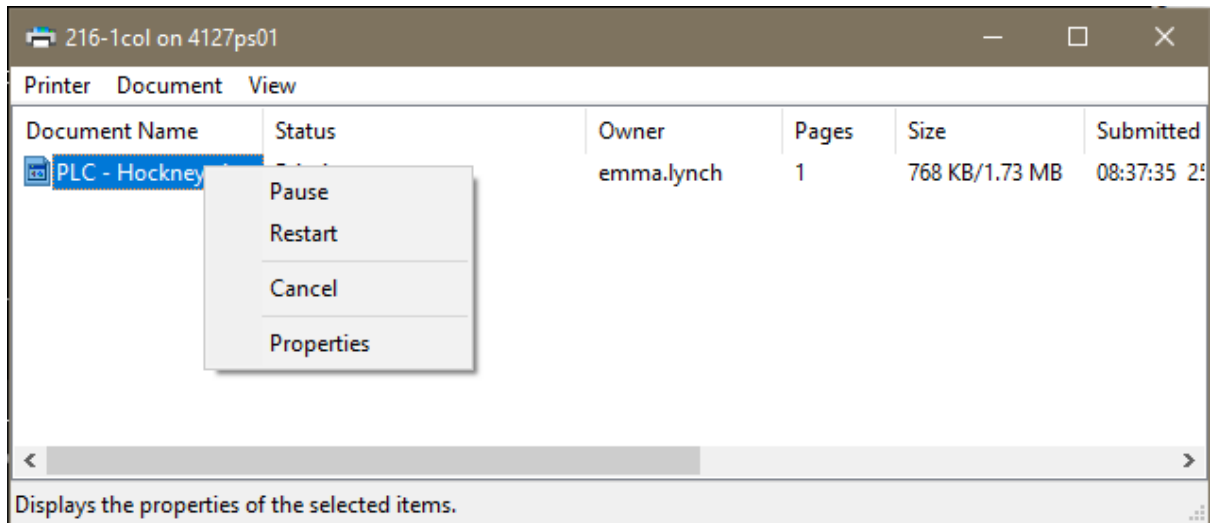 216-1col on 4127ps01
Printer Document View
Document Name Status Owner Pages Size Submitted
PLC - Hockney emma.lynch 1 768 KB/1.73 MB 08:37:35
Pause
Restart
Cancel
Properties
Displays the properties of the selected items.